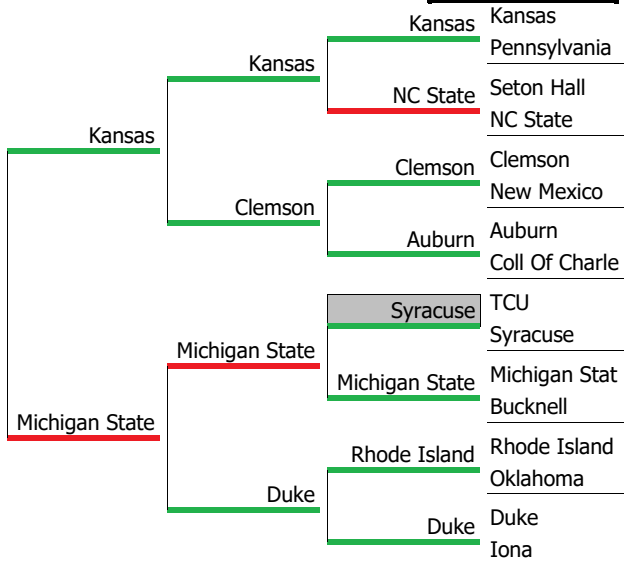 Kansas
Pennsylvania
Seton Hall
NC State
Clemson
New Mexico
Auburn
Coll Of Charle
TCU
Syracuse
Michigan Stat
Bucknell
Rhode Island
Oklahoma
Duke
Iona
Kansas
NC State
Clemson
Auburn
Syracuse
Michigan State
Rhode Island
Duke
Kansas
Clemson
Michigan State
Duke
Kansas
Michigan State